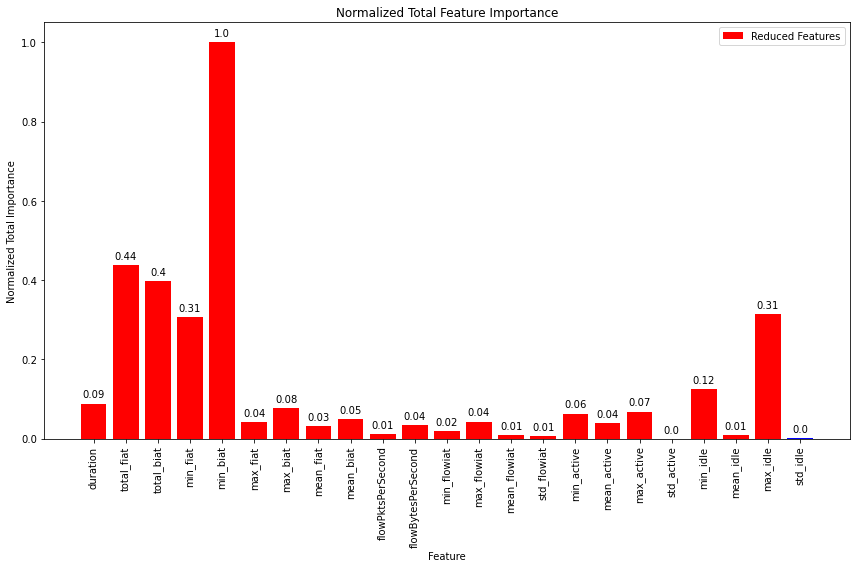 Normalized Total Feature Importance
Reduced Features
Normalized Total Importance
1.0
0.8
0.6
0.4
0.2
0.0
0.09
0.44
0.4
0.31
1.0
0.04
0.08
0.03
0.05
0.01
0.04
0.02
0.04
0.01
0.01
0.06
0.04
0.07
0.0
0.12
0.01
0.31
0.0
duration
total_fiat
total_biat
min_fiat
min_biat
max_fiat
max_biat
mean_fiat
mean_biat
flowPktsPerSecond
flowBytesPerSecond
min_flowiat
max_flowiat
mean_flowiat
std_flowiat
min_active
mean_active
max_active
std_active
min_idle
mean_idle
max_idle
std_idle
Feature